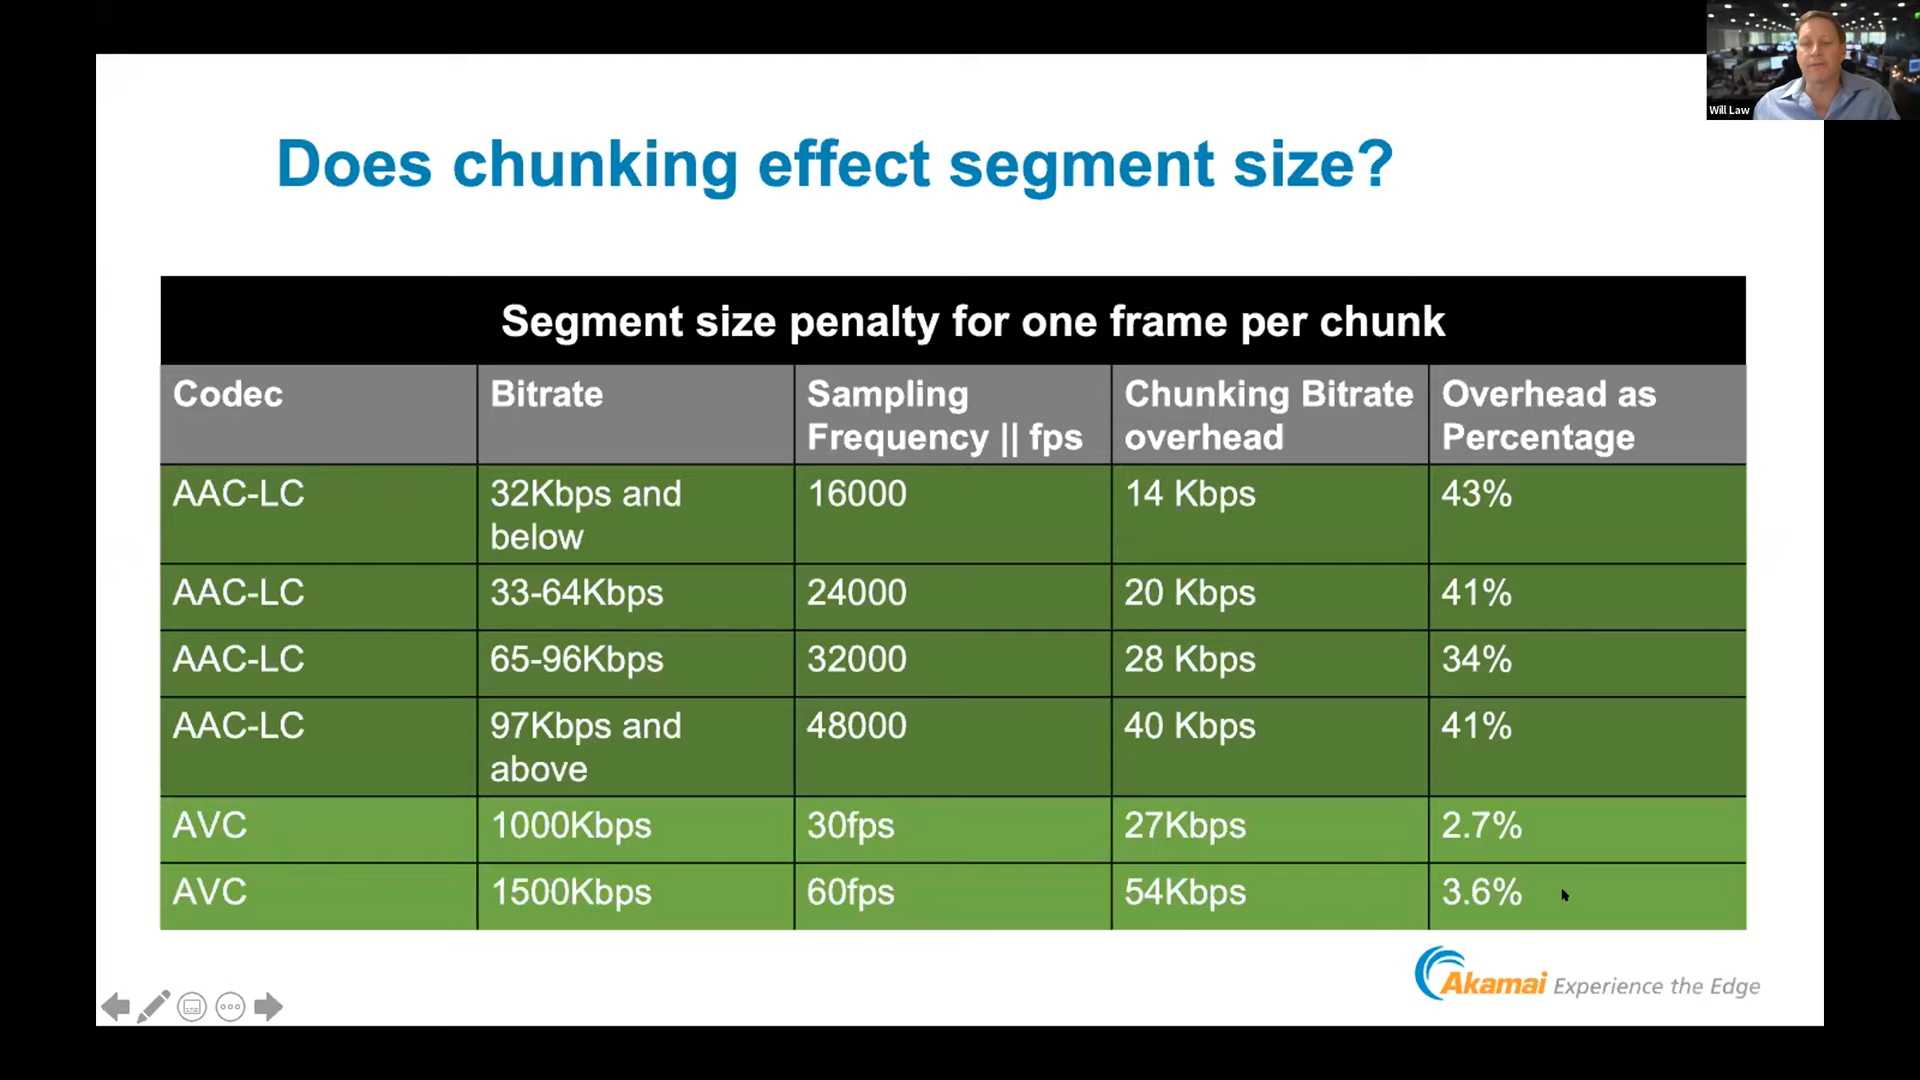 Will Law
Does chunking effect segment size?
Segment size penalty for one frame per chunk
Codec
Bitrate
Sampling
Frequency || fps
Chunking Bitrate
overhead
Overhead as
Percentage
AAC-LC
32Kbps and
below
16000
14 Kbps
43%
AAC-LC
33-64Kbps
24000
20 Kbps
41%
AAC-LC
65-96Kbps
32000
28 Kbps
34%
AAC-LC
97Kbps and
above
48000
40 Kbps
41%
AVC
1000Kbps
30fps
27Kbps
2.7%
AVC
1500Kbps
60fps
54Kbps
3.6%
Akamai Experience the Edge